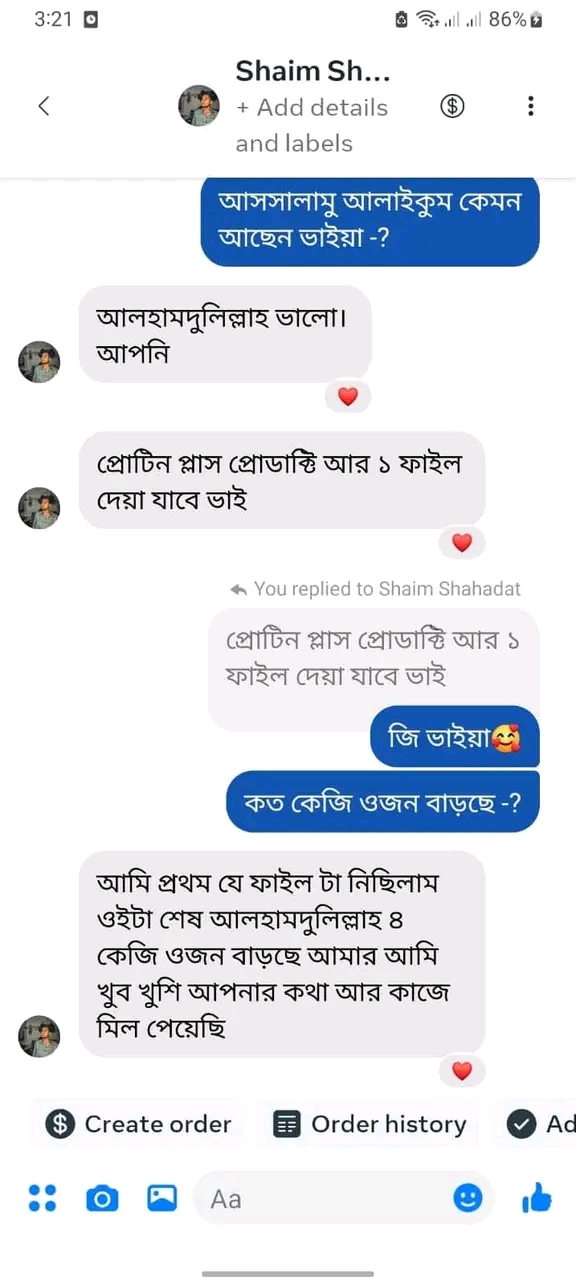 3:21
86%
Shaim Sh...
+ Add details
and labels
আসসালামু আলাইকুম কেমন
আছেন ভাইয়া -?
আলহামদুলিল্লাহ ভালো।
আপনি
প্রোটিন প্লাস প্রোডাক্টি আর ১ ফাইল
দেয়া যাবে ভাই
You replied to Shaim Shahadat
প্রোটিন প্লাস প্রোডাক্টি আর ১
ফাইল দেয়া যাবে ভাই
জি ভাইয়া🥰
কত কেজি ওজন বাড়ছে -?
আমি প্রথম যে ফাইল টা নিছিলাম
ওইটা শেষ আলহামদুলিল্লাহ ৪
কেজি ওজন বাড়ছে আমার আমি
খুব খুশি আপনার কথা আর কাজে
মিল পেয়েছি
Create order
Order history
Ad
Aa